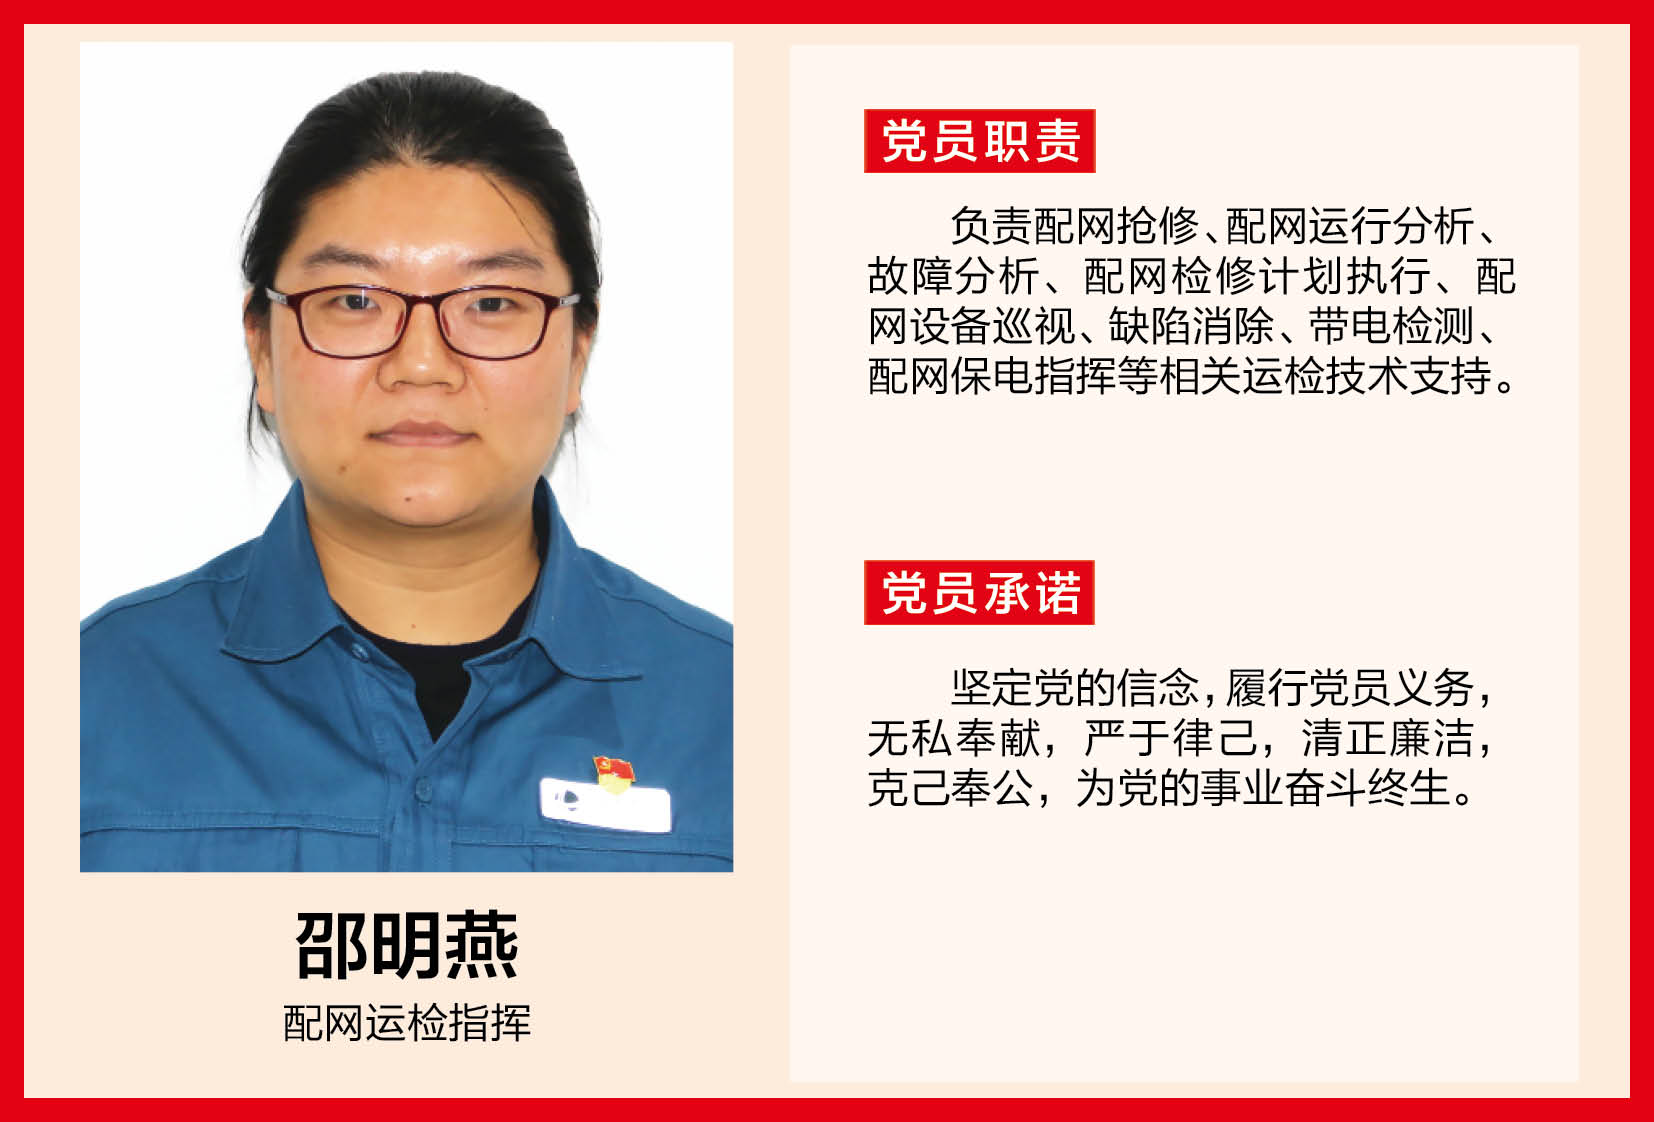 党员职责
负责配网抢修、配网运行分析、
故障分析、配网检修计划执行、配
网设备巡视、缺陷消除、带电检测、
配网保电指挥等相关运检技术支持。
党员承诺
坚定党的信念，履行党员义务，
无私奉献，严于律己，清正廉洁，
克己奉公，为党的事业奋斗终生。
邵明燕
配网运检指挥